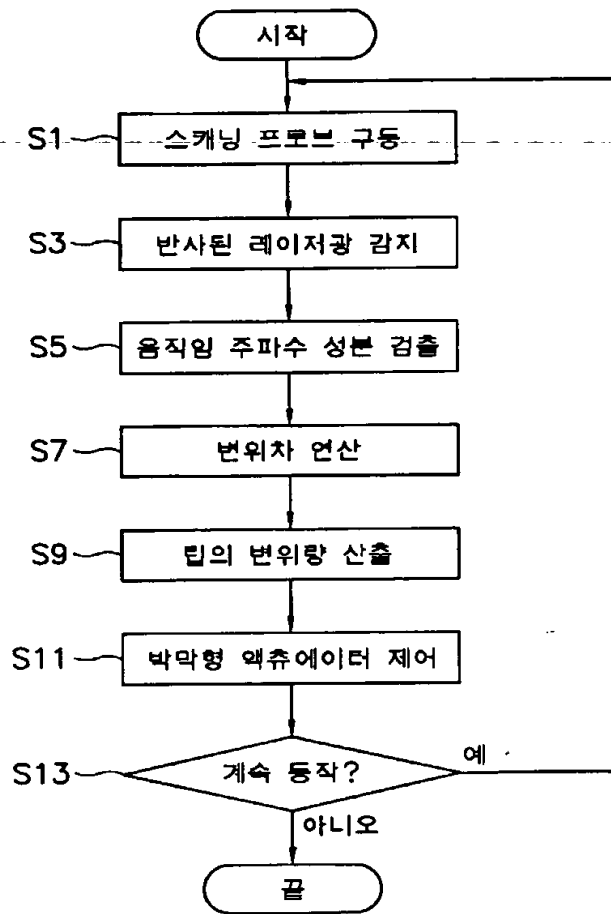 시작
S1 스캐닝 프로브 구동
S3 반사된 레이저광 감지
S5 움직임 주파수 성분 검출
S7 변위차 연산
S9 팁의 변위량 산출
S11 박막형 액츄에이터 제어
S13 계속 동작?
예
아니오
끝